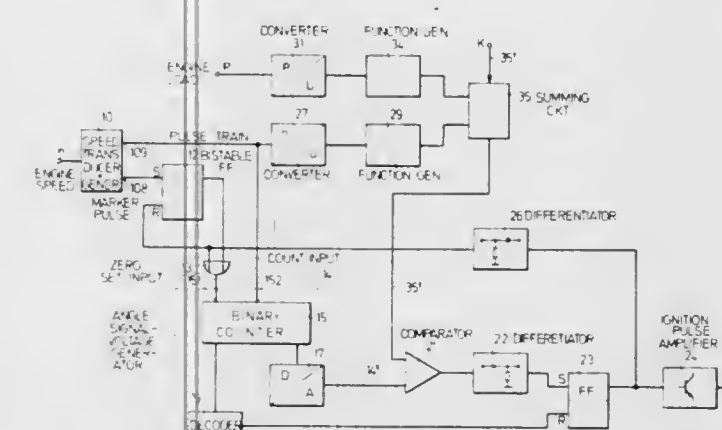 CONVERTER
31
FUNCTION GEN
34
K
35'
ENGINE
P
P
U
35 SUMMING
CKT
10
27
29
n
SPEED
TRANS
DUCER
GENER
109
PULSE TRAIN
U
12 BISTABLE
FF
CONVERTER
FUNCTION GEN
ENGINE
SPEED
108
S
MARKER
PULSE
R
26 DIFFERENTIATOR
ZERO
SET INPUT
COUNT INPUT
152
35'
ANGLE
SIGNAL-
VOLTAGE
GENER-
ATOR
BINARY
COUNTER
15
17
D
A
14'
COMPARATOR
22 DIFFERETIATOR
23
S
FF
R
IGNITION
PULSE
AMPLIFIER
24
DECODER